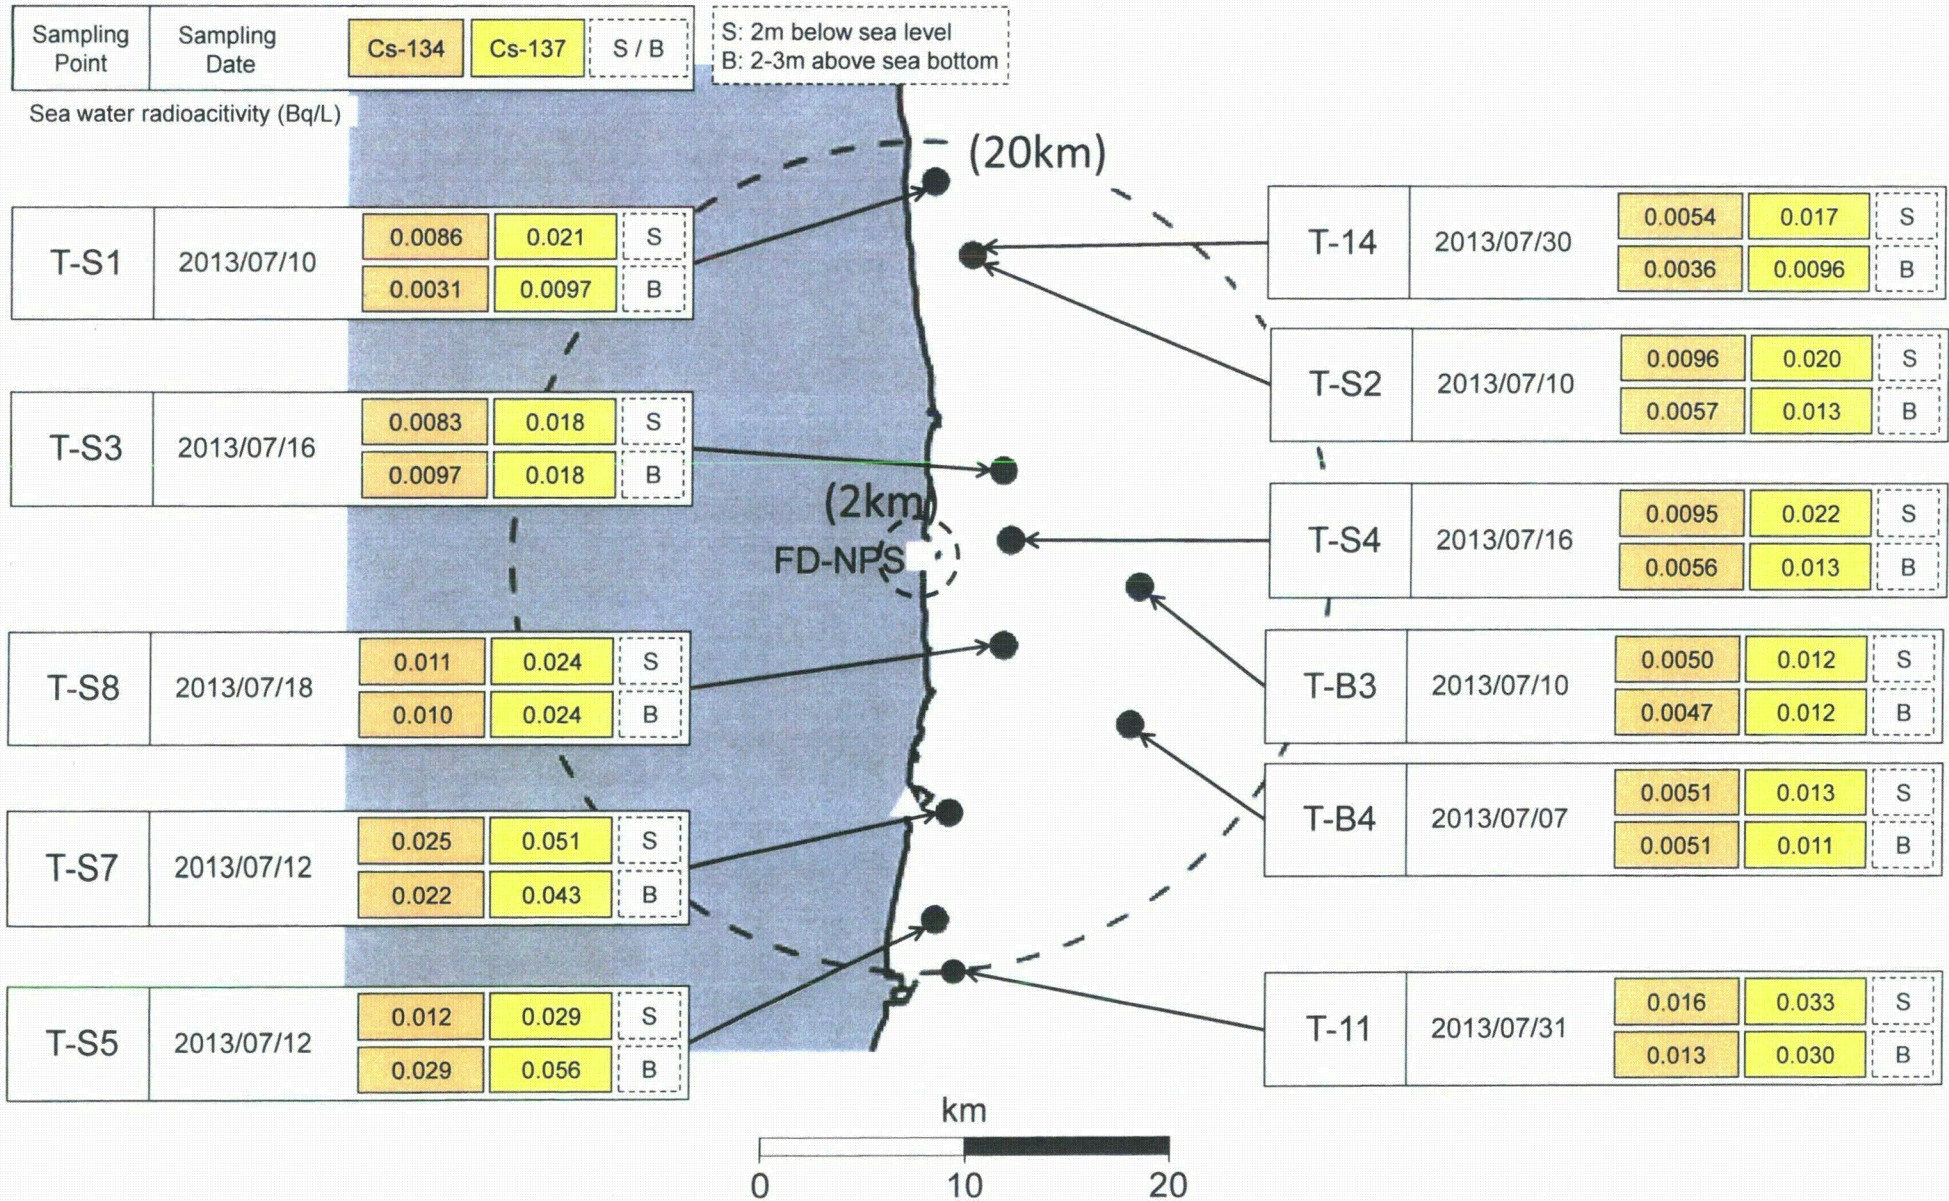 Sampling Point Sampling Date Cs-134 Cs-137 S / B
S: 2m below sea level
B: 2-3m above sea bottom
Sea water radioacitivity (Bq/L)
(20km)
T-S1 2013/07/10 0.0086 0.021 S
0.0031 0.0097 B
T-S3 2013/07/16 0.0083 0.018 S
0.0097 0.018 B
(2km)
FD-NPS
T-S8 2013/07/18 0.011 0.024 S
0.010 0.024 B
T-S7 2013/07/12 0.025 0.051 S
0.022 0.043 B
T-S5 2013/07/12 0.012 0.029 S
0.029 0.056 B
T-14 2013/07/30 0.0054 0.017 S
0.0036 0.0096 B
T-S2 2013/07/10 0.0096 0.020 S
0.0057 0.013 B
T-S4 2013/07/16 0.0095 0.022 S
0.0056 0.013 B
T-B3 2013/07/10 0.0050 0.012 S
0.0047 0.012 B
T-B4 2013/07/07 0.0051 0.013 S
0.0051 0.011 B
T-11 2013/07/31 0.016 0.033 S
0.013 0.030 B
km
0 10 20